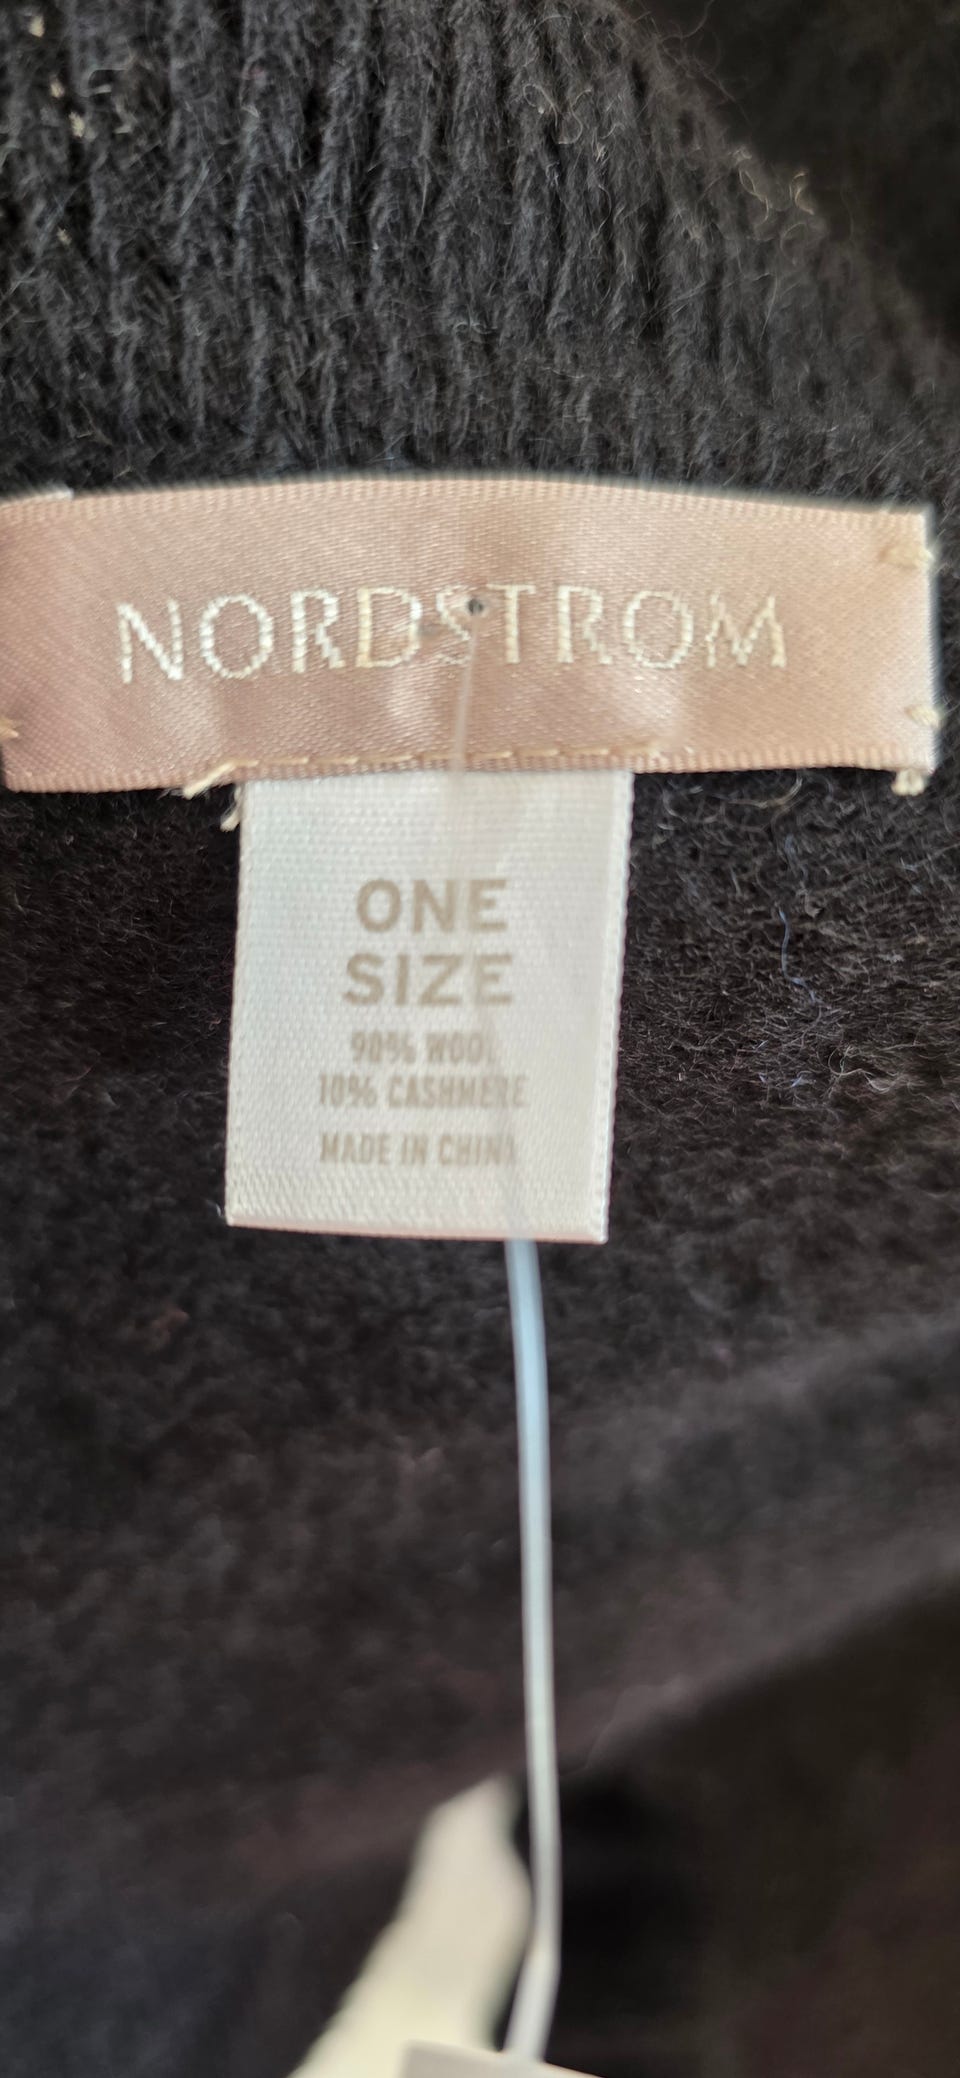 NORDSTROM
ONE
SIZE
90% WOOL
10% CASHMERE
MADE IN CHINA